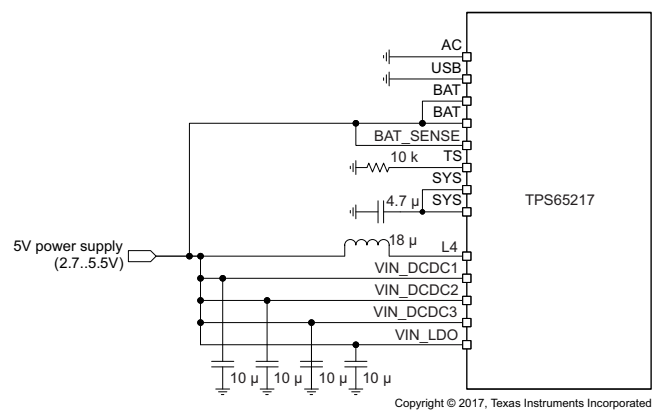 AC
USB
BAT
BAT
BAT_SENSE
10 k
TS
SYS
4.7 µ
SYS
TPS65217
5V power supply
(2.7..5.5V)
18 µ
L4
VIN_DCDC1
VIN_DCDC2
VIN_DCDC3
VIN_LDO
10 µ
10 µ
10 µ
10 µ
Copyright © 2017, Texas Instruments Incorporated